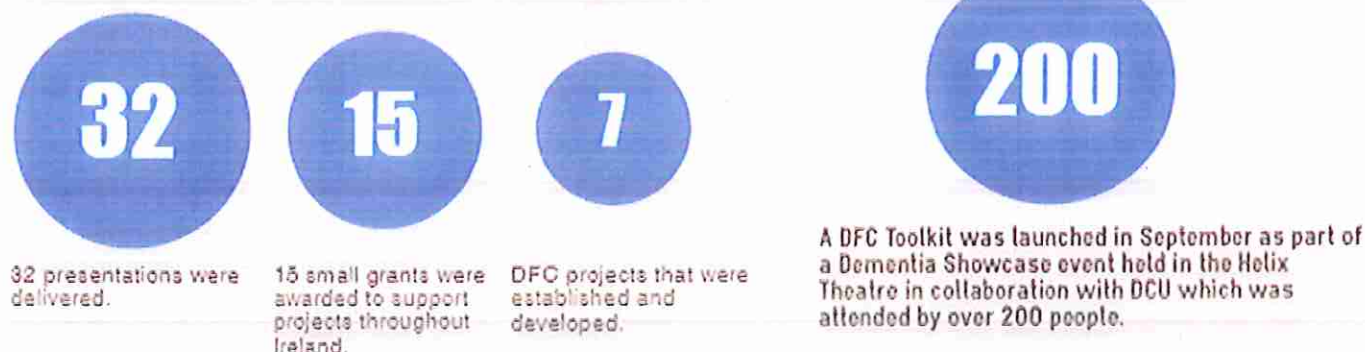 32
32 presentations were
delivered.
15
15 small grants were
awarded to support
projects throughout
Ireland.
7
DFC projects that were
established and
developed.
200
A DFC Toolkit was launched in September as part of
a Dementia Showcase event held in the Helix
Theatre in collaboration with DCU which was
attended by over 200 people.